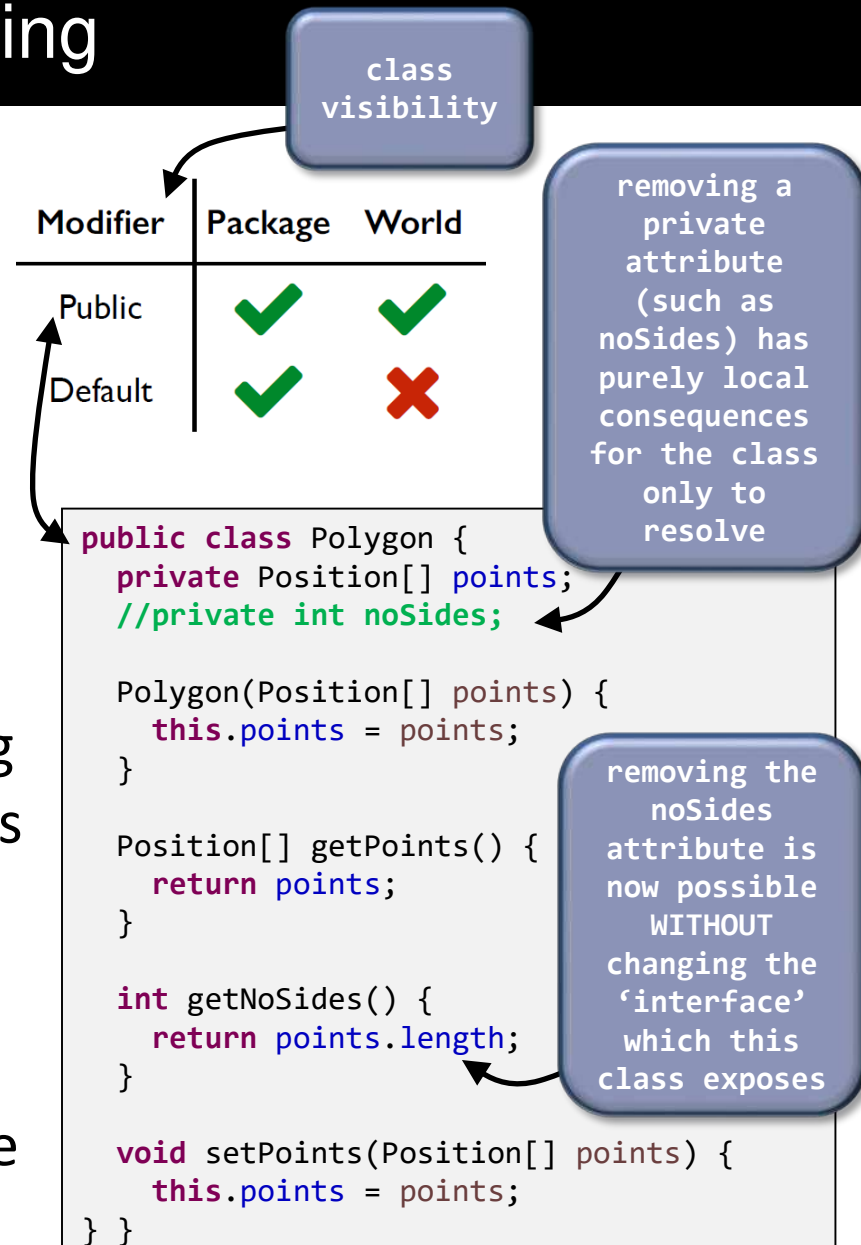 ing
class
visibility
Modifier Package World
Public
Default
removing a
private
attribute
(such as
noSides) has
purely local
consequences
for the class
only to
resolve
public class Polygon {
private Position[] points;
//private int noSides;
Polygon(Position[] points) {
this.points = points;
}
Position[] getPoints() {
return points;
}
int getNoSides() {
return points.length;
}
void setPoints(Position[] points) {
this.points = points;
} }
removing the
noSides
attribute is
now possible
WITHOUT
changing the
‘interface’
which this
class exposes
g
s
e